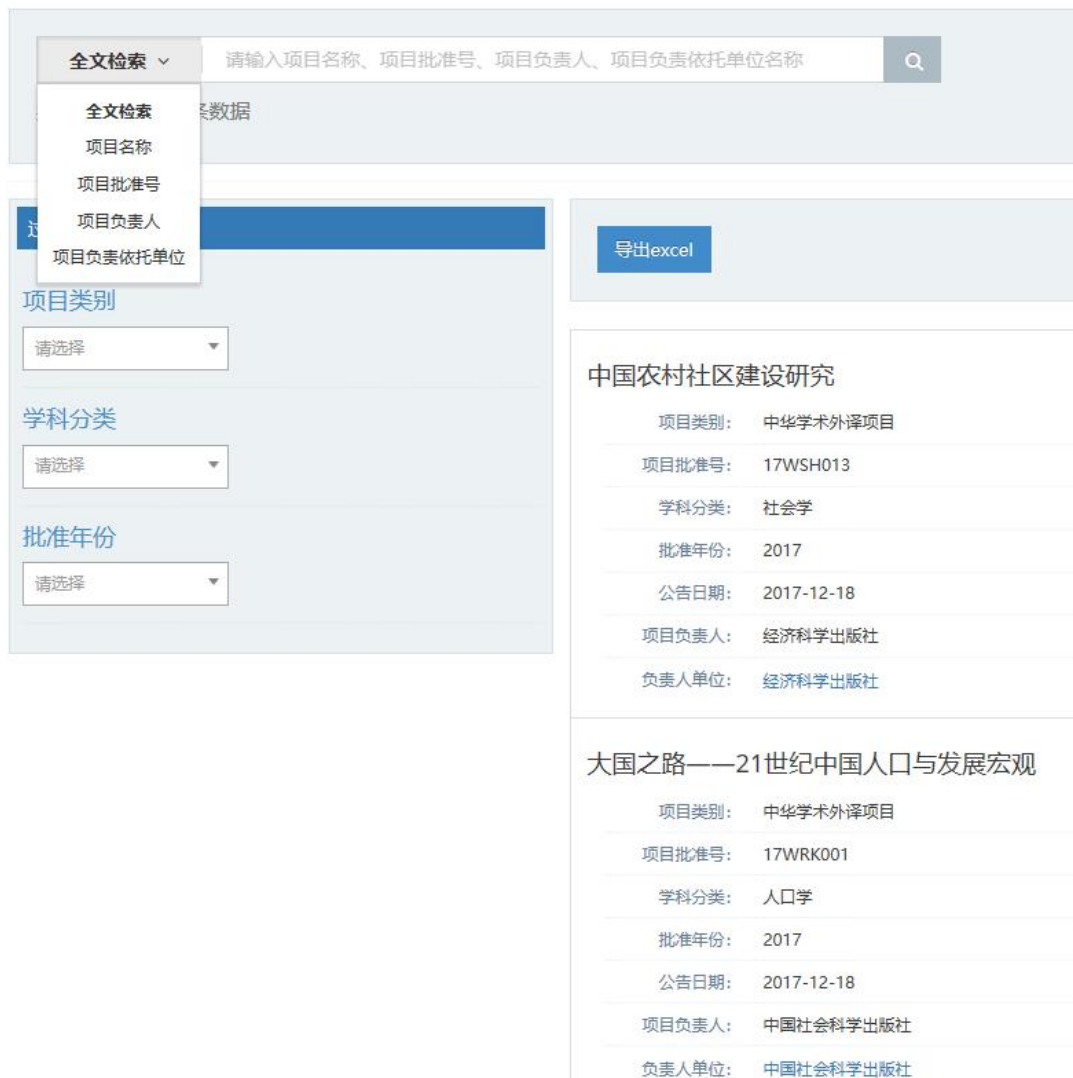 全文检索
请输入项目名称、项目批准号、项目负责人、项目负责依托单位名称
全文检索
条数据
项目名称
项目批准号
项目负责人
项目负责依托单位
项目类别
请选择
学科分类
请选择
批准年份
请选择
导出excel
中国农村社区建设研究
项目类别: 中华学术外译项目
项目批准号: 17WSH013
学科分类: 社会学
批准年份: 2017
公告日期: 2017-12-18
项目负责人: 经济科学出版社
负责人单位: 经济科学出版社
大国之路——21世纪中国人口与发展宏观
项目类别: 中华学术外译项目
项目批准号: 17WRK001
学科分类: 人口学
批准年份: 2017
公告日期: 2017-12-18
项目负责人: 中国社会科学出版社
负责人单位: 中国社会科学出版社